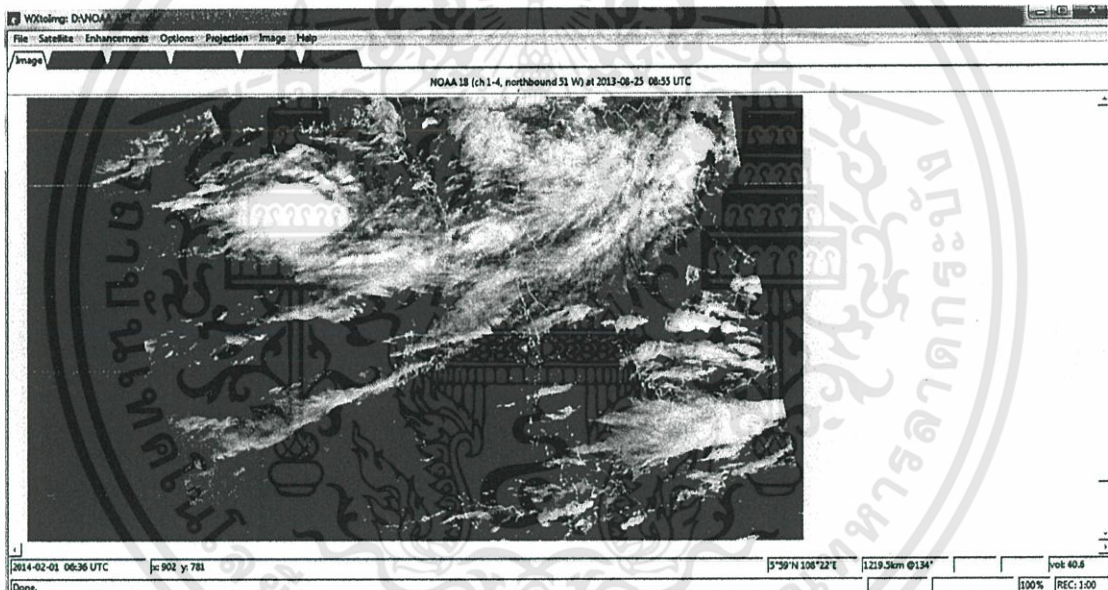 WXtoImg: D:\NOAA APT
File Satellite Enhancements Options Projection Image Help
Image
NOAA 18 (ch 1-4, northbound 51 W) at 2013-08-25 08:55 UTC
2014-02-01 06:36 UTC x: 902 y: 781 5°59'N 108°22'E 1219.5km @134° vol: 40.6
Done. 100% REC: 1:00